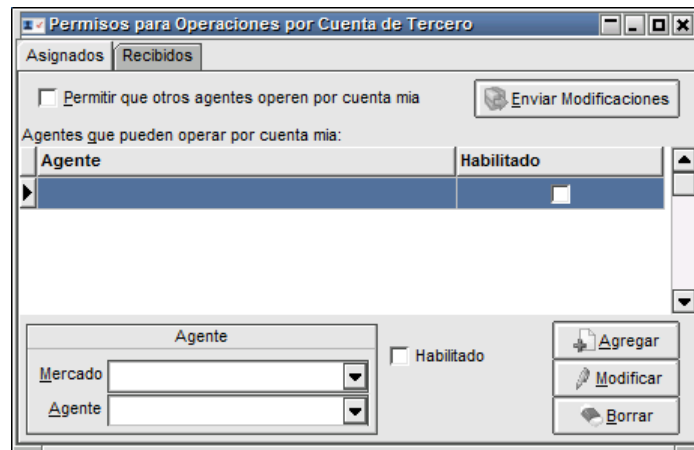 Permisos para Operaciones por Cuenta de Tercero
Asignados Recibidos
Permitir que otros agentes operen por cuenta mia Enviar Modificaciones
Agentes que pueden operar por cuenta mia:
Agente Habilitado
Agente
Habilitado
Mercado
Agente
Agregar
Modificar
Borrar